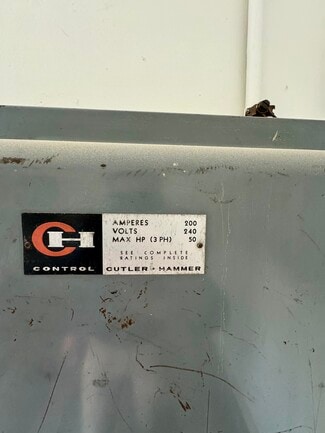 CH
CONTROL
AMPERES 200
VOLTS 240
MAX HP (3 PH) 50
SEE COMPLETE
RATINGS INSIDE
CUTLER-HAMMER